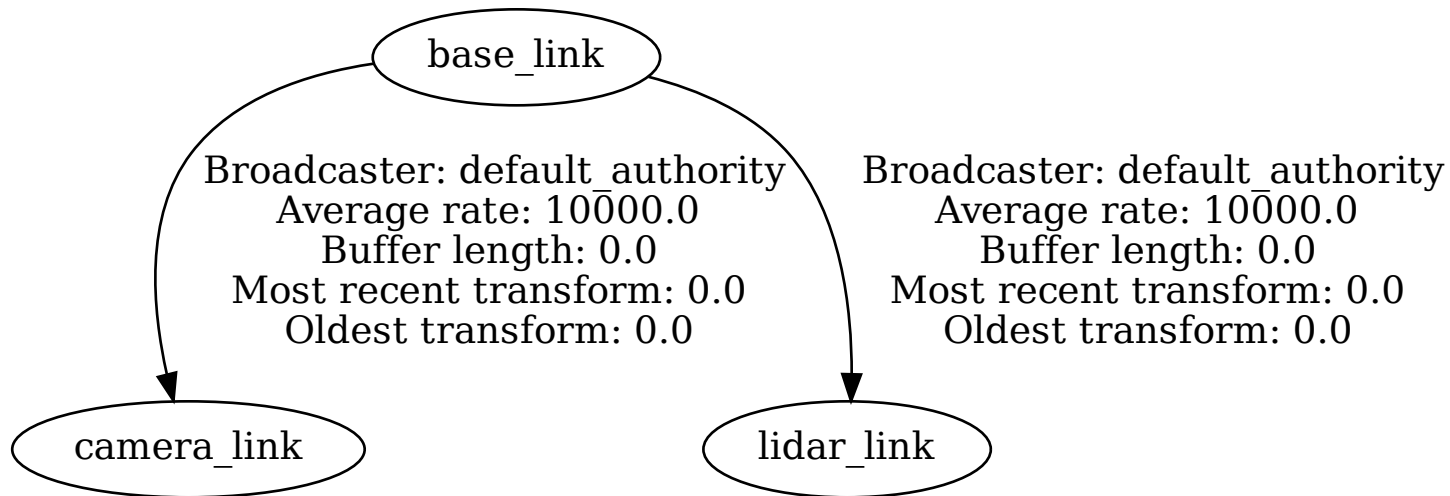 base_link
Broadcaster: default_authority
Average rate: 10000.0
Buffer length: 0.0
Most recent transform: 0.0
Oldest transform: 0.0
Broadcaster: default_authority
Average rate: 10000.0
Buffer length: 0.0
Most recent transform: 0.0
Oldest transform: 0.0
camera_link
lidar_link